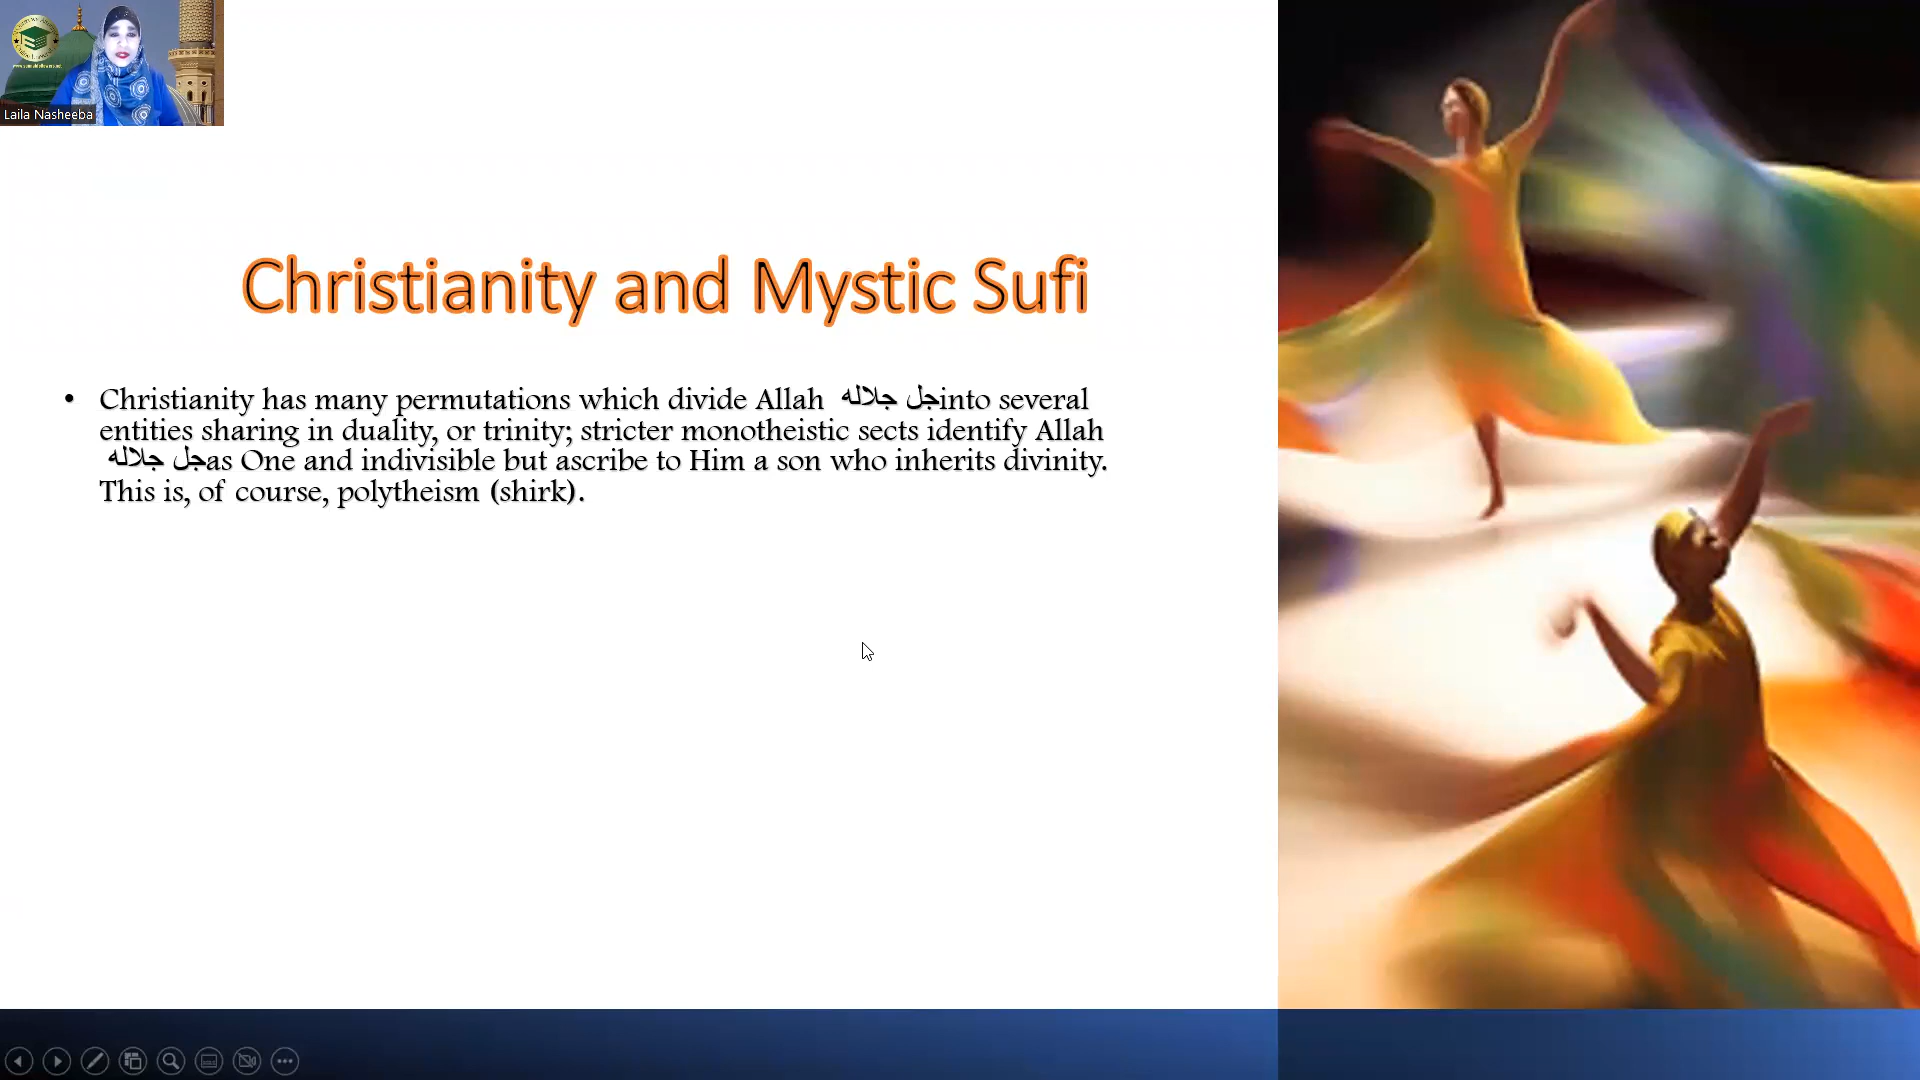 Laila Nasheeba
Christianity and Mystic Sufi
• Christianity has many permutations which divide Allah جل جلاله into several
entities sharing in duality, or trinity; stricter monotheistic sects identify Allah
جل جلاله as One and indivisible but ascribe to Him a son who inherits divinity.
This is, of course, polytheism (shirk).